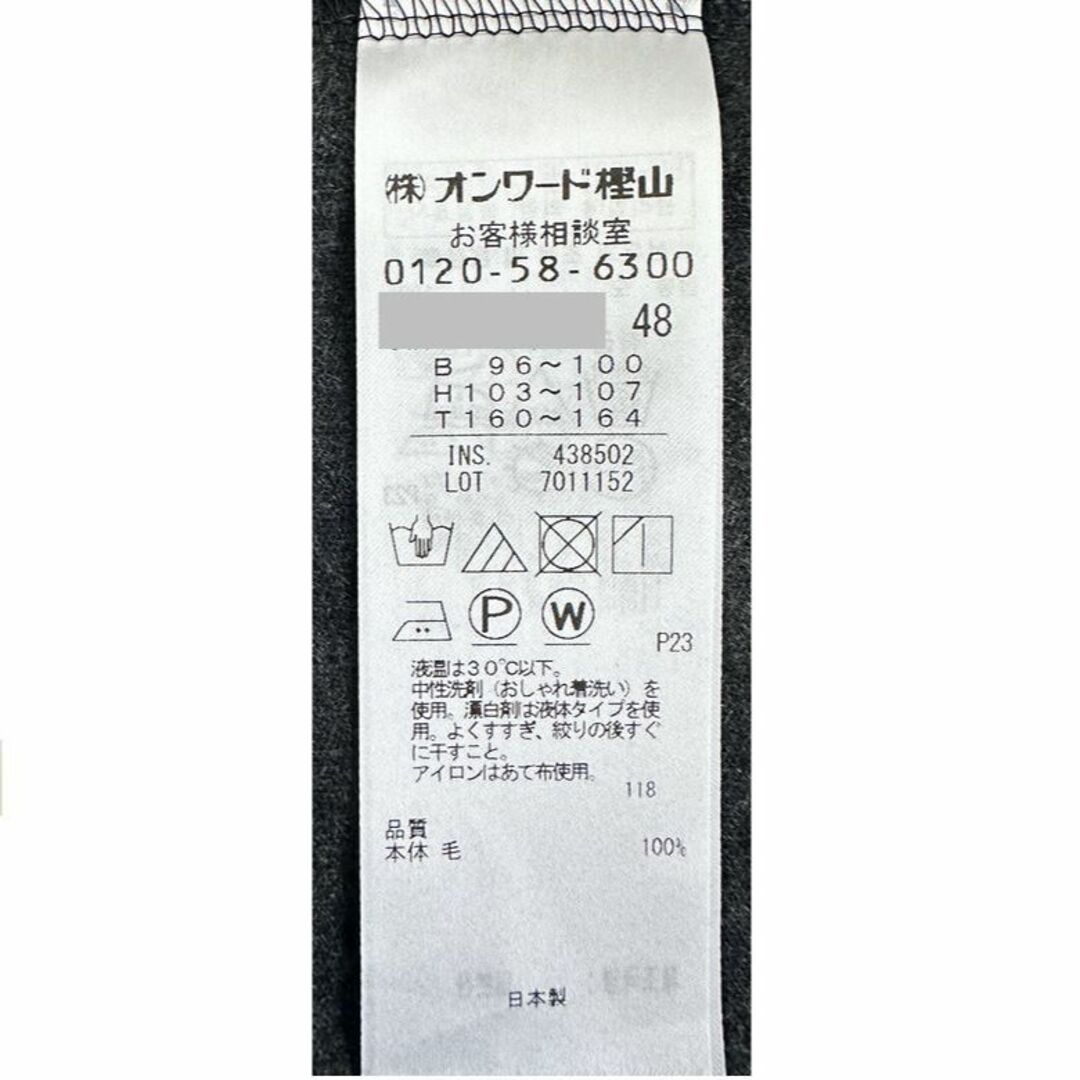 ㈱オンワード樫山
お客様相談室
0120-58-6300
48
B 96～100
H103～107
T160～164
INS. 438502
LOT 7011152
P W
P23
液温は30℃以下。
中性洗剤（おしゃれ着洗い）を
使用。漂白剤は液体タイプを使
用。よくすすぎ、絞りの後すぐ
に干すこと。
アイロンはあて布使用。
118
品質
本体 毛 100%
日本製